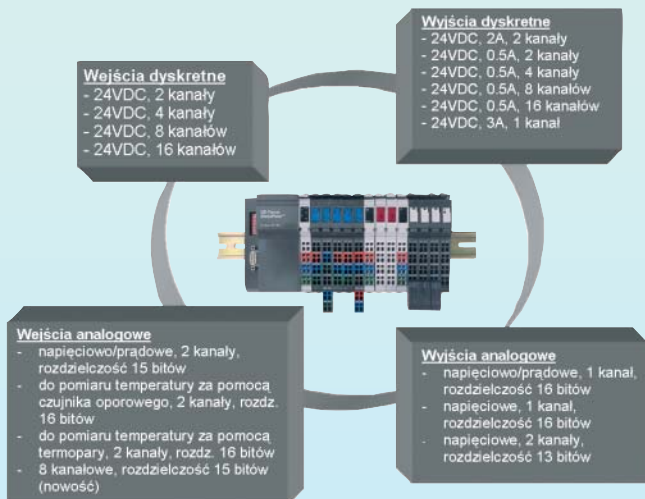 Wejścia dyskretne
- 24VDC, 2 kanały
- 24VDC, 4 kanały
- 24VDC, 8 kanałów
- 24VDC, 16 kanałów
Wyjścia dyskretne
- 24VDC, 2A, 2 kanały
- 24VDC, 0.5A, 2 kanały
- 24VDC, 0.5A, 4 kanały
- 24VDC, 0.5A, 8 kanałów
- 24VDC, 0.5A, 16 kanałów
- 24VDC, 3A, 1 kanał
Wejścia analogowe
- napięciowo/prądowe, 2 kanały,
rozdzielczość 15 bitów
- do pomiaru temperatury za pomocą
czujnika oporowego, 2 kanały, rozdz.
16 bitów
- do pomiaru temperatury za pomocą
termopary, 2 kanały, rozdz. 16 bitów
- 8 kanałowe, rozdzielczość 15 bitów
(nowość)
Wyjścia analogowe
- napięciowo/prądowe, 1 kanał,
rozdzielczość 16 bitów
- napięciowe, 1 kanał,
rozdzielczość 16 bitów
- napięciowe, 2 kanały,
rozdzielczość 13 bitów